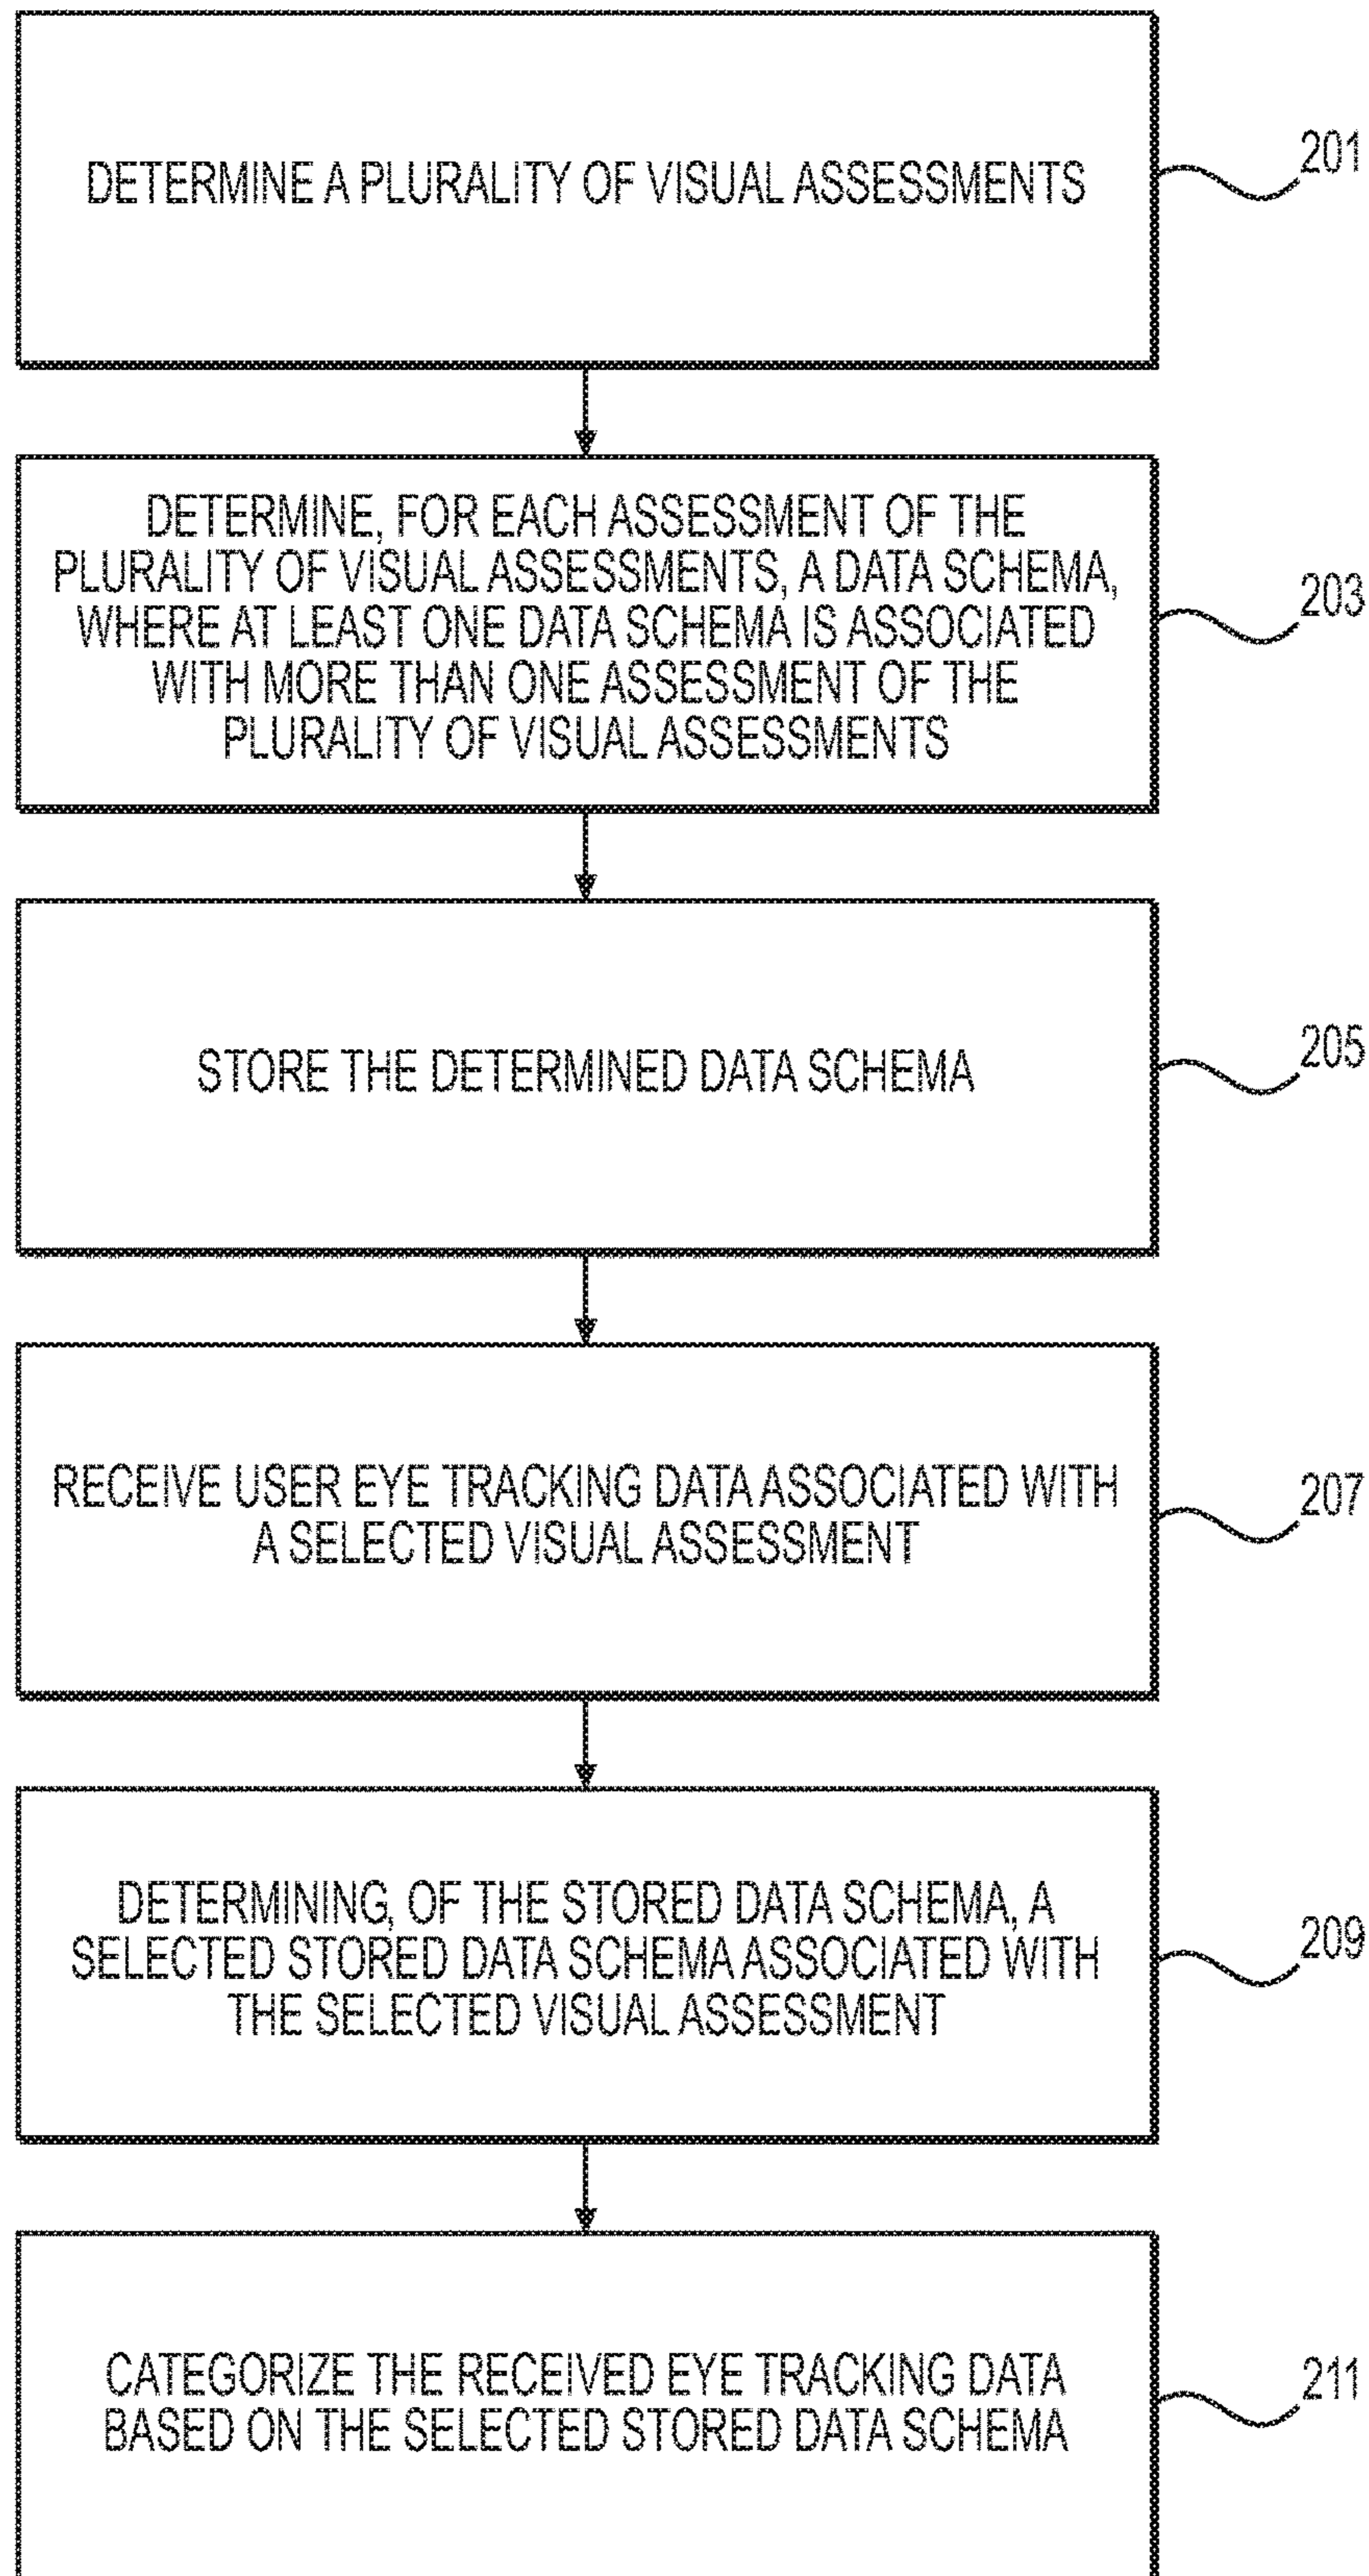 DETERMINE A PLURALITY OF VISUAL ASSESSMENTS
201
DETERMINE, FOR EACH ASSESSMENT OF THE
PLURALITY OF VISUAL ASSESSMENTS, A DATA SCHEMA,
WHERE AT LEAST ONE DATA SCHEMA IS ASSOCIATED
WITH MORE THAN ONE ASSESSMENT OF THE
PLURALITY OF VISUAL ASSESSMENTS
203
STORE THE DETERMINED DATA SCHEMA
205
RECEIVE USER EYE TRACKING DATA ASSOCIATED WITH
A SELECTED VISUAL ASSESSMENT
207
DETERMINING, OF THE STORED DATA SCHEMA, A
SELECTED STORED DATA SCHEMA ASSOCIATED WITH
THE SELECTED VISUAL ASSESSMENT
209
CATEGORIZE THE RECEIVED EYE TRACKING DATA
BASED ON THE SELECTED STORED DATA SCHEMA
211